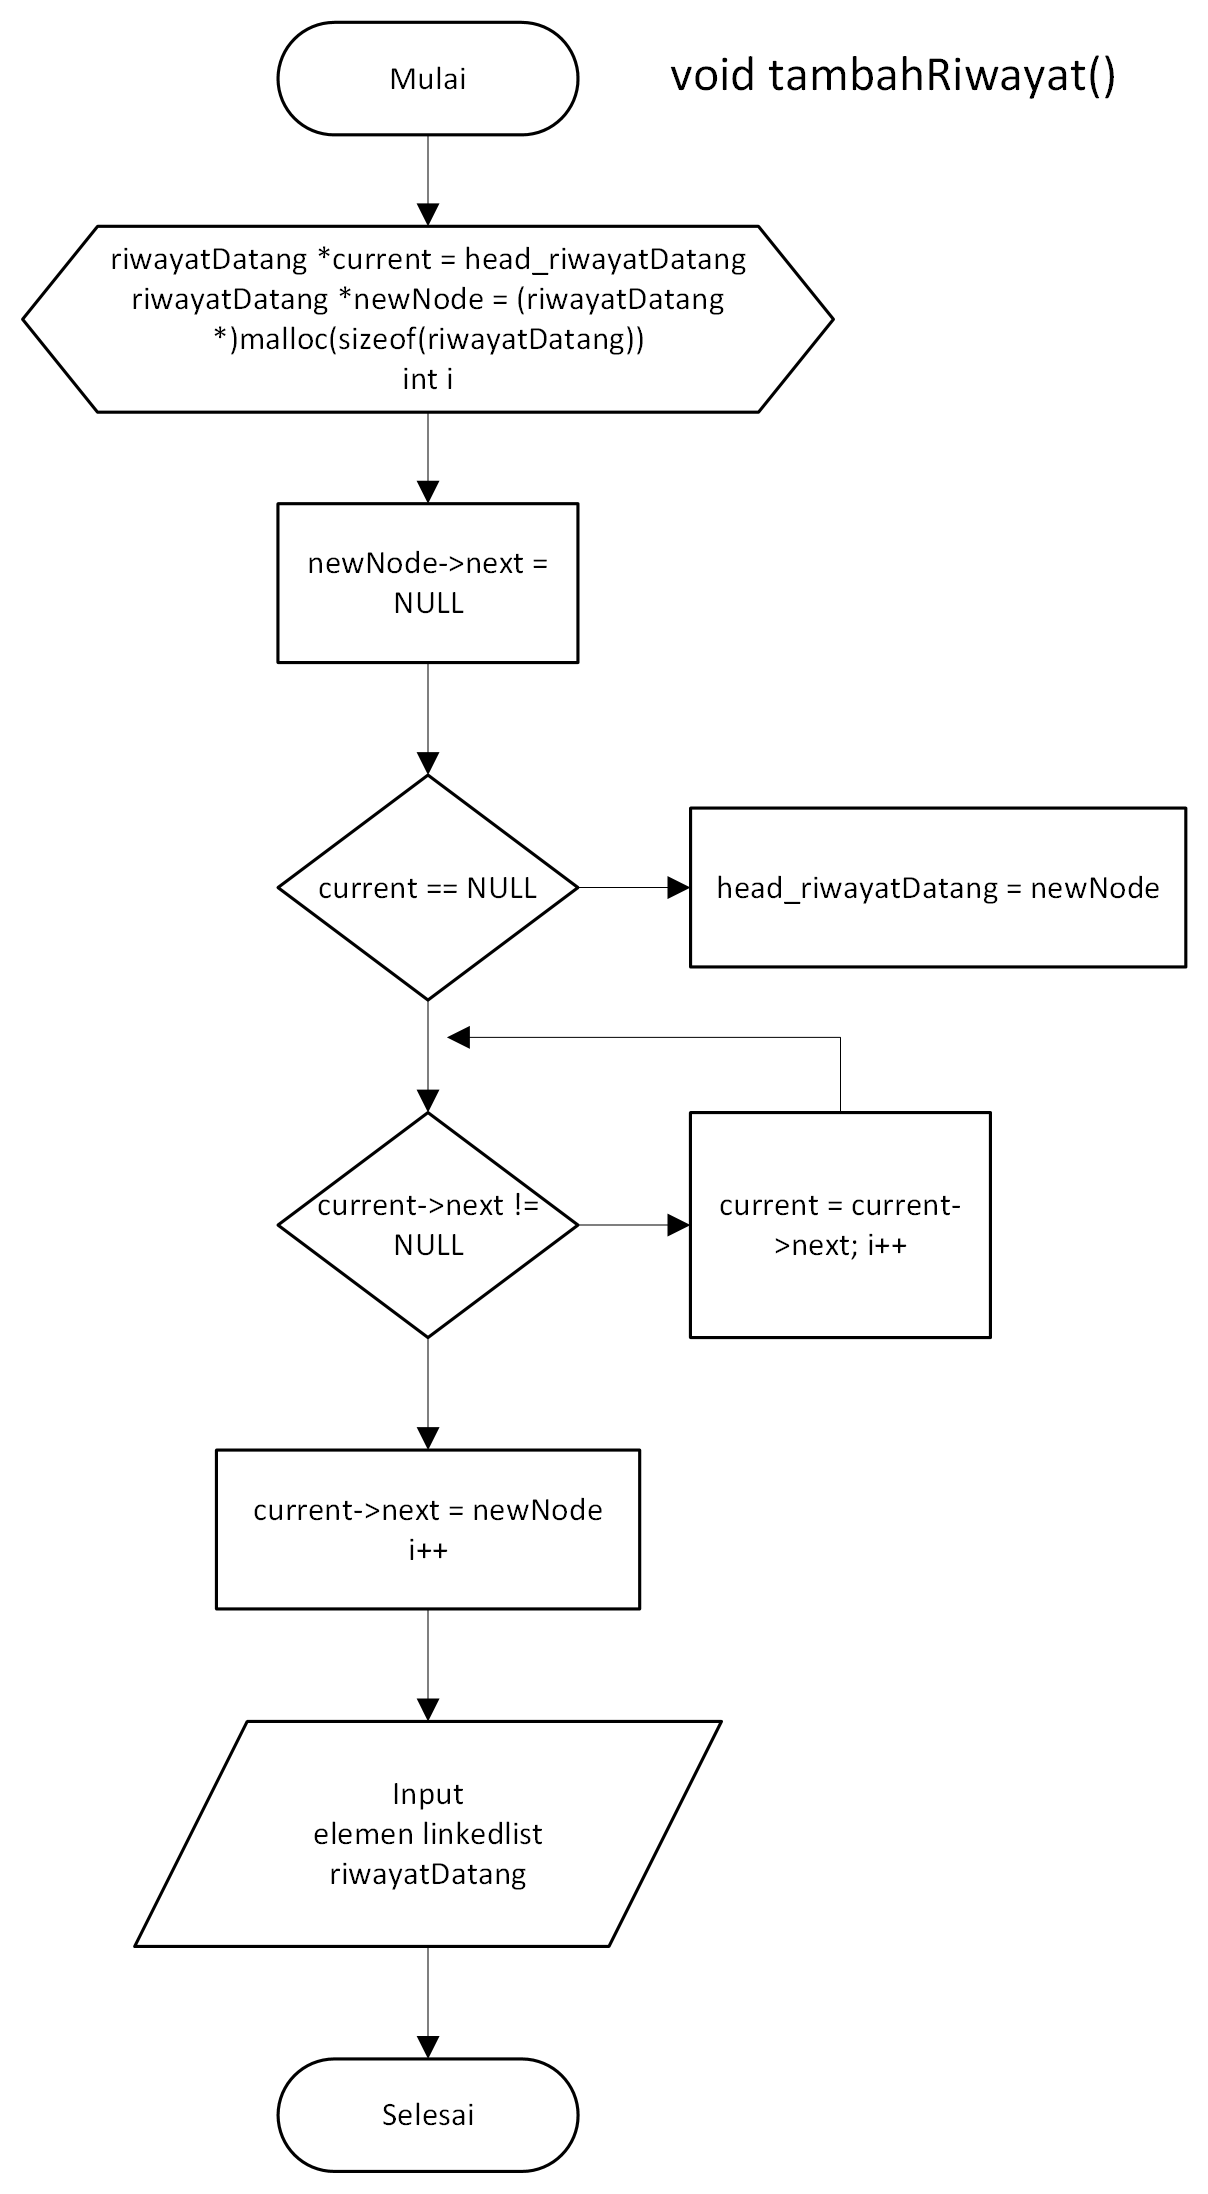 Mulai
void tambahRiwayat()
riwayatDatang *current = head_riwayatDatang
riwayatDatang *newNode = (riwayatDatang
*)malloc(sizeof(riwayatDatang))
int i
newNode->next =
NULL
current == NULL
head_riwayatDatang = newNode
current->next !=
NULL
current = current-
>next; i++
current->next = newNode
i++
Input
elemen linkedlist
riwayatDatang
Selesai